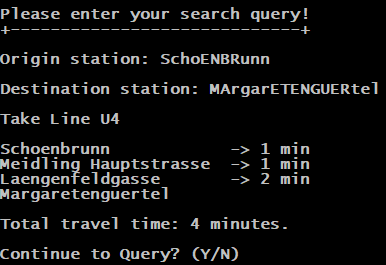 Please enter your search query!
+-----------------------------+
Origin station: SchoENBRunn
Destination station: MArgarETENGUERtel
Take Line U4
Schoenbrunn -> 1 min
Meidling Hauptstrasse -> 1 min
Laengenfeldgasse -> 2 min
Margaretenguertel
Total travel time: 4 minutes.
Continue to Query? (Y/N)